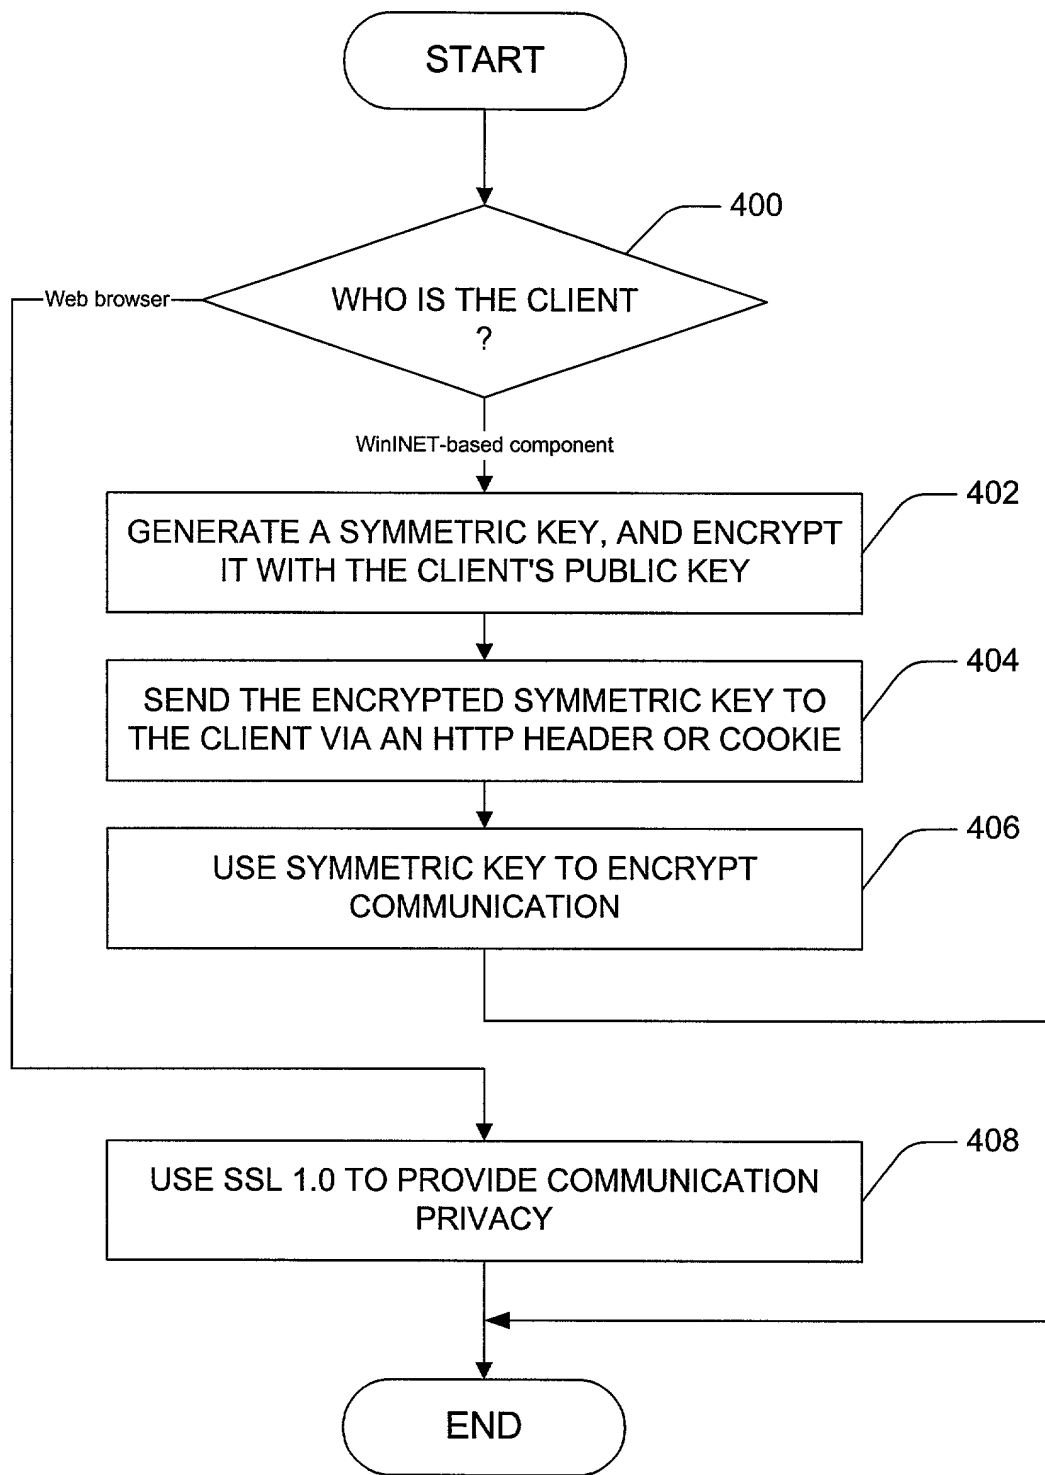 START
400
Web browser
WHO IS THE CLIENT
?
WinINET-based component
402
GENERATE A SYMMETRIC KEY, AND ENCRYPT
IT WITH THE CLIENT'S PUBLIC KEY
404
SEND THE ENCRYPTED SYMMETRIC KEY TO
THE CLIENT VIA AN HTTP HEADER OR COOKIE
406
USE SYMMETRIC KEY TO ENCRYPT
COMMUNICATION
408
USE SSL 1.0 TO PROVIDE COMMUNICATION
PRIVACY
END